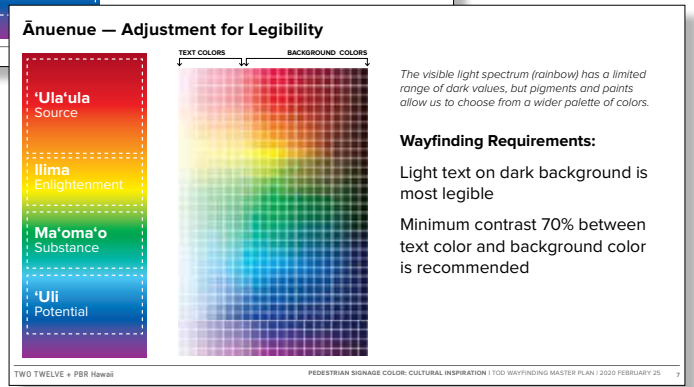 Ānuenue — Adjustment for Legibility
TEXT COLORS
BACKGROUND COLORS
ʻUlaʻula
Source
Ilima
Enlightenment
Maʻomaʻo
Substance
ʻUli
Potential
The visible light spectrum (rainbow) has a limited
range of dark values, but pigments and paints
allow us to choose from a wider palette of colors.
Wayfinding Requirements:
Light text on dark background is
most legible
Minimum contrast 70% between
text color and background color
is recommended
TWO TWELVE + PBR Hawaii
PEDESTRIAN SIGNAGE COLOR: CULTURAL INSPIRATION | TOD WAYFINDING MASTER PLAN | 2020 FEBRUARY 25 7